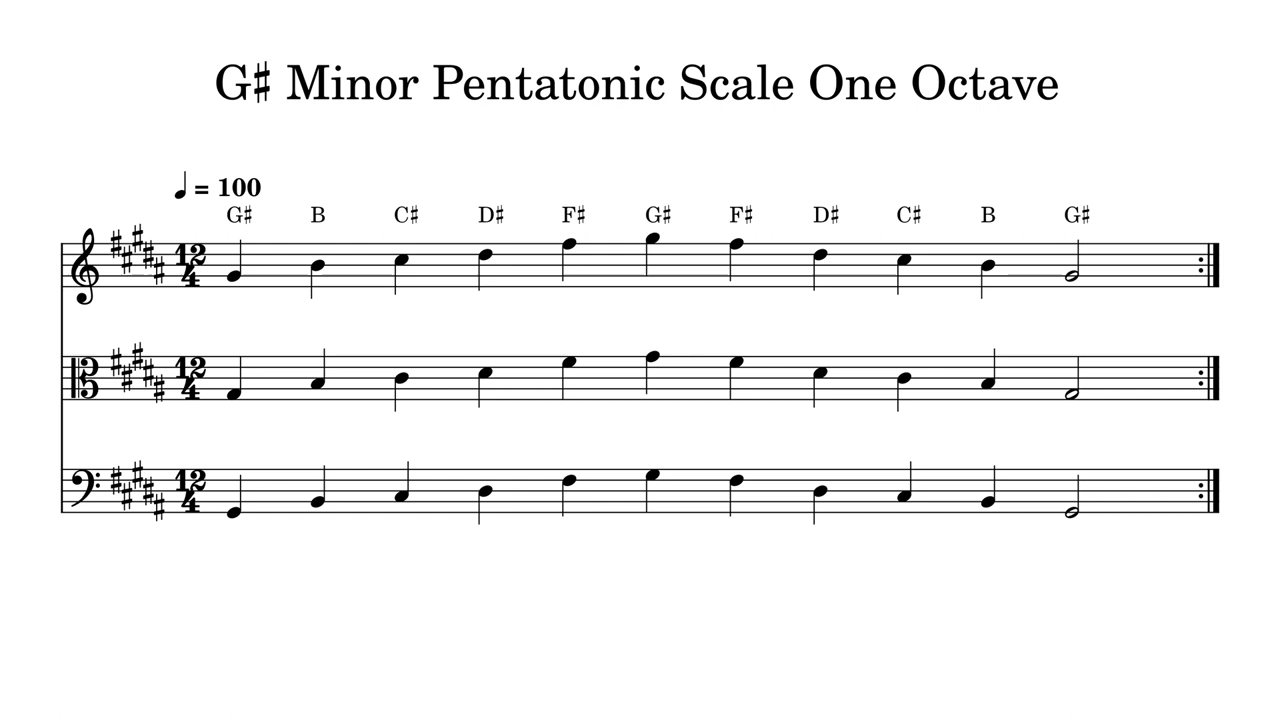 G♯ Minor Pentatonic Scale One Octave
♩ = 100
G♯ B C♯ D♯ F♯ G♯ F♯ D♯ C♯ B G♯
12
4
12
4
12
4